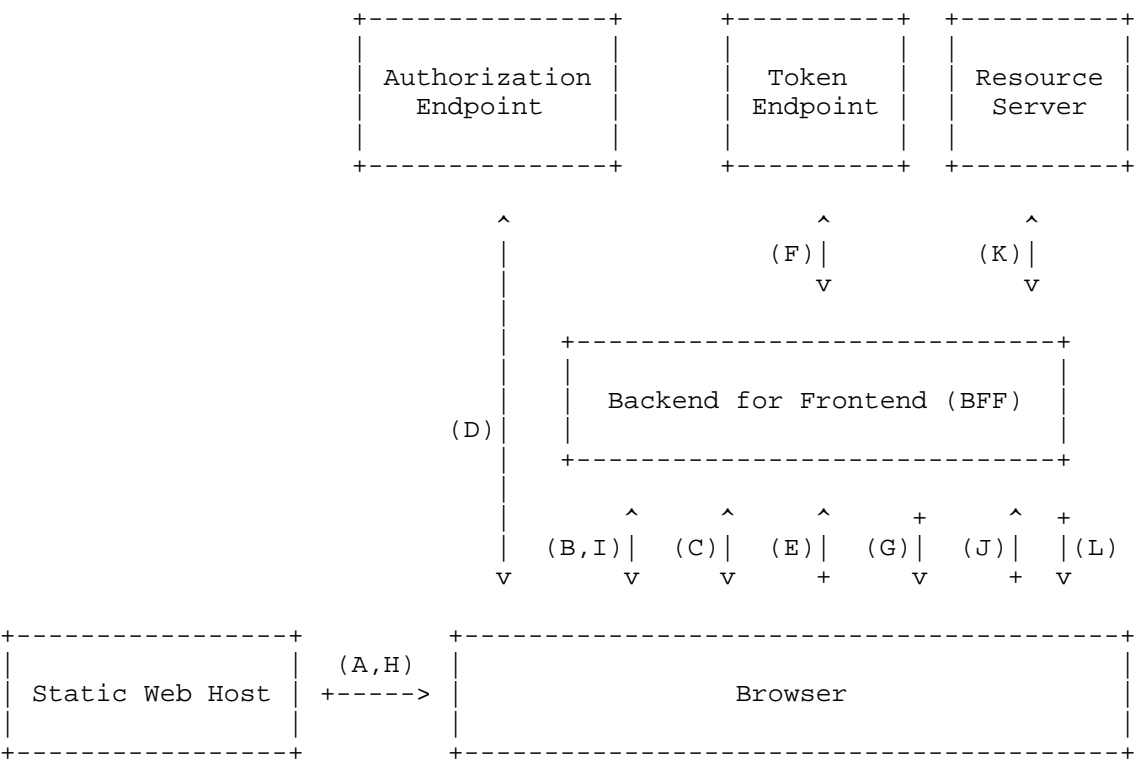 Authorization Token Resource
Endpoint Endpoint Server
(F) (K)
Backend for Frontend (BFF)
(D)
(B,I) (C) (E) (G) (J) (L)
(A,H)
Static Web Host Browser